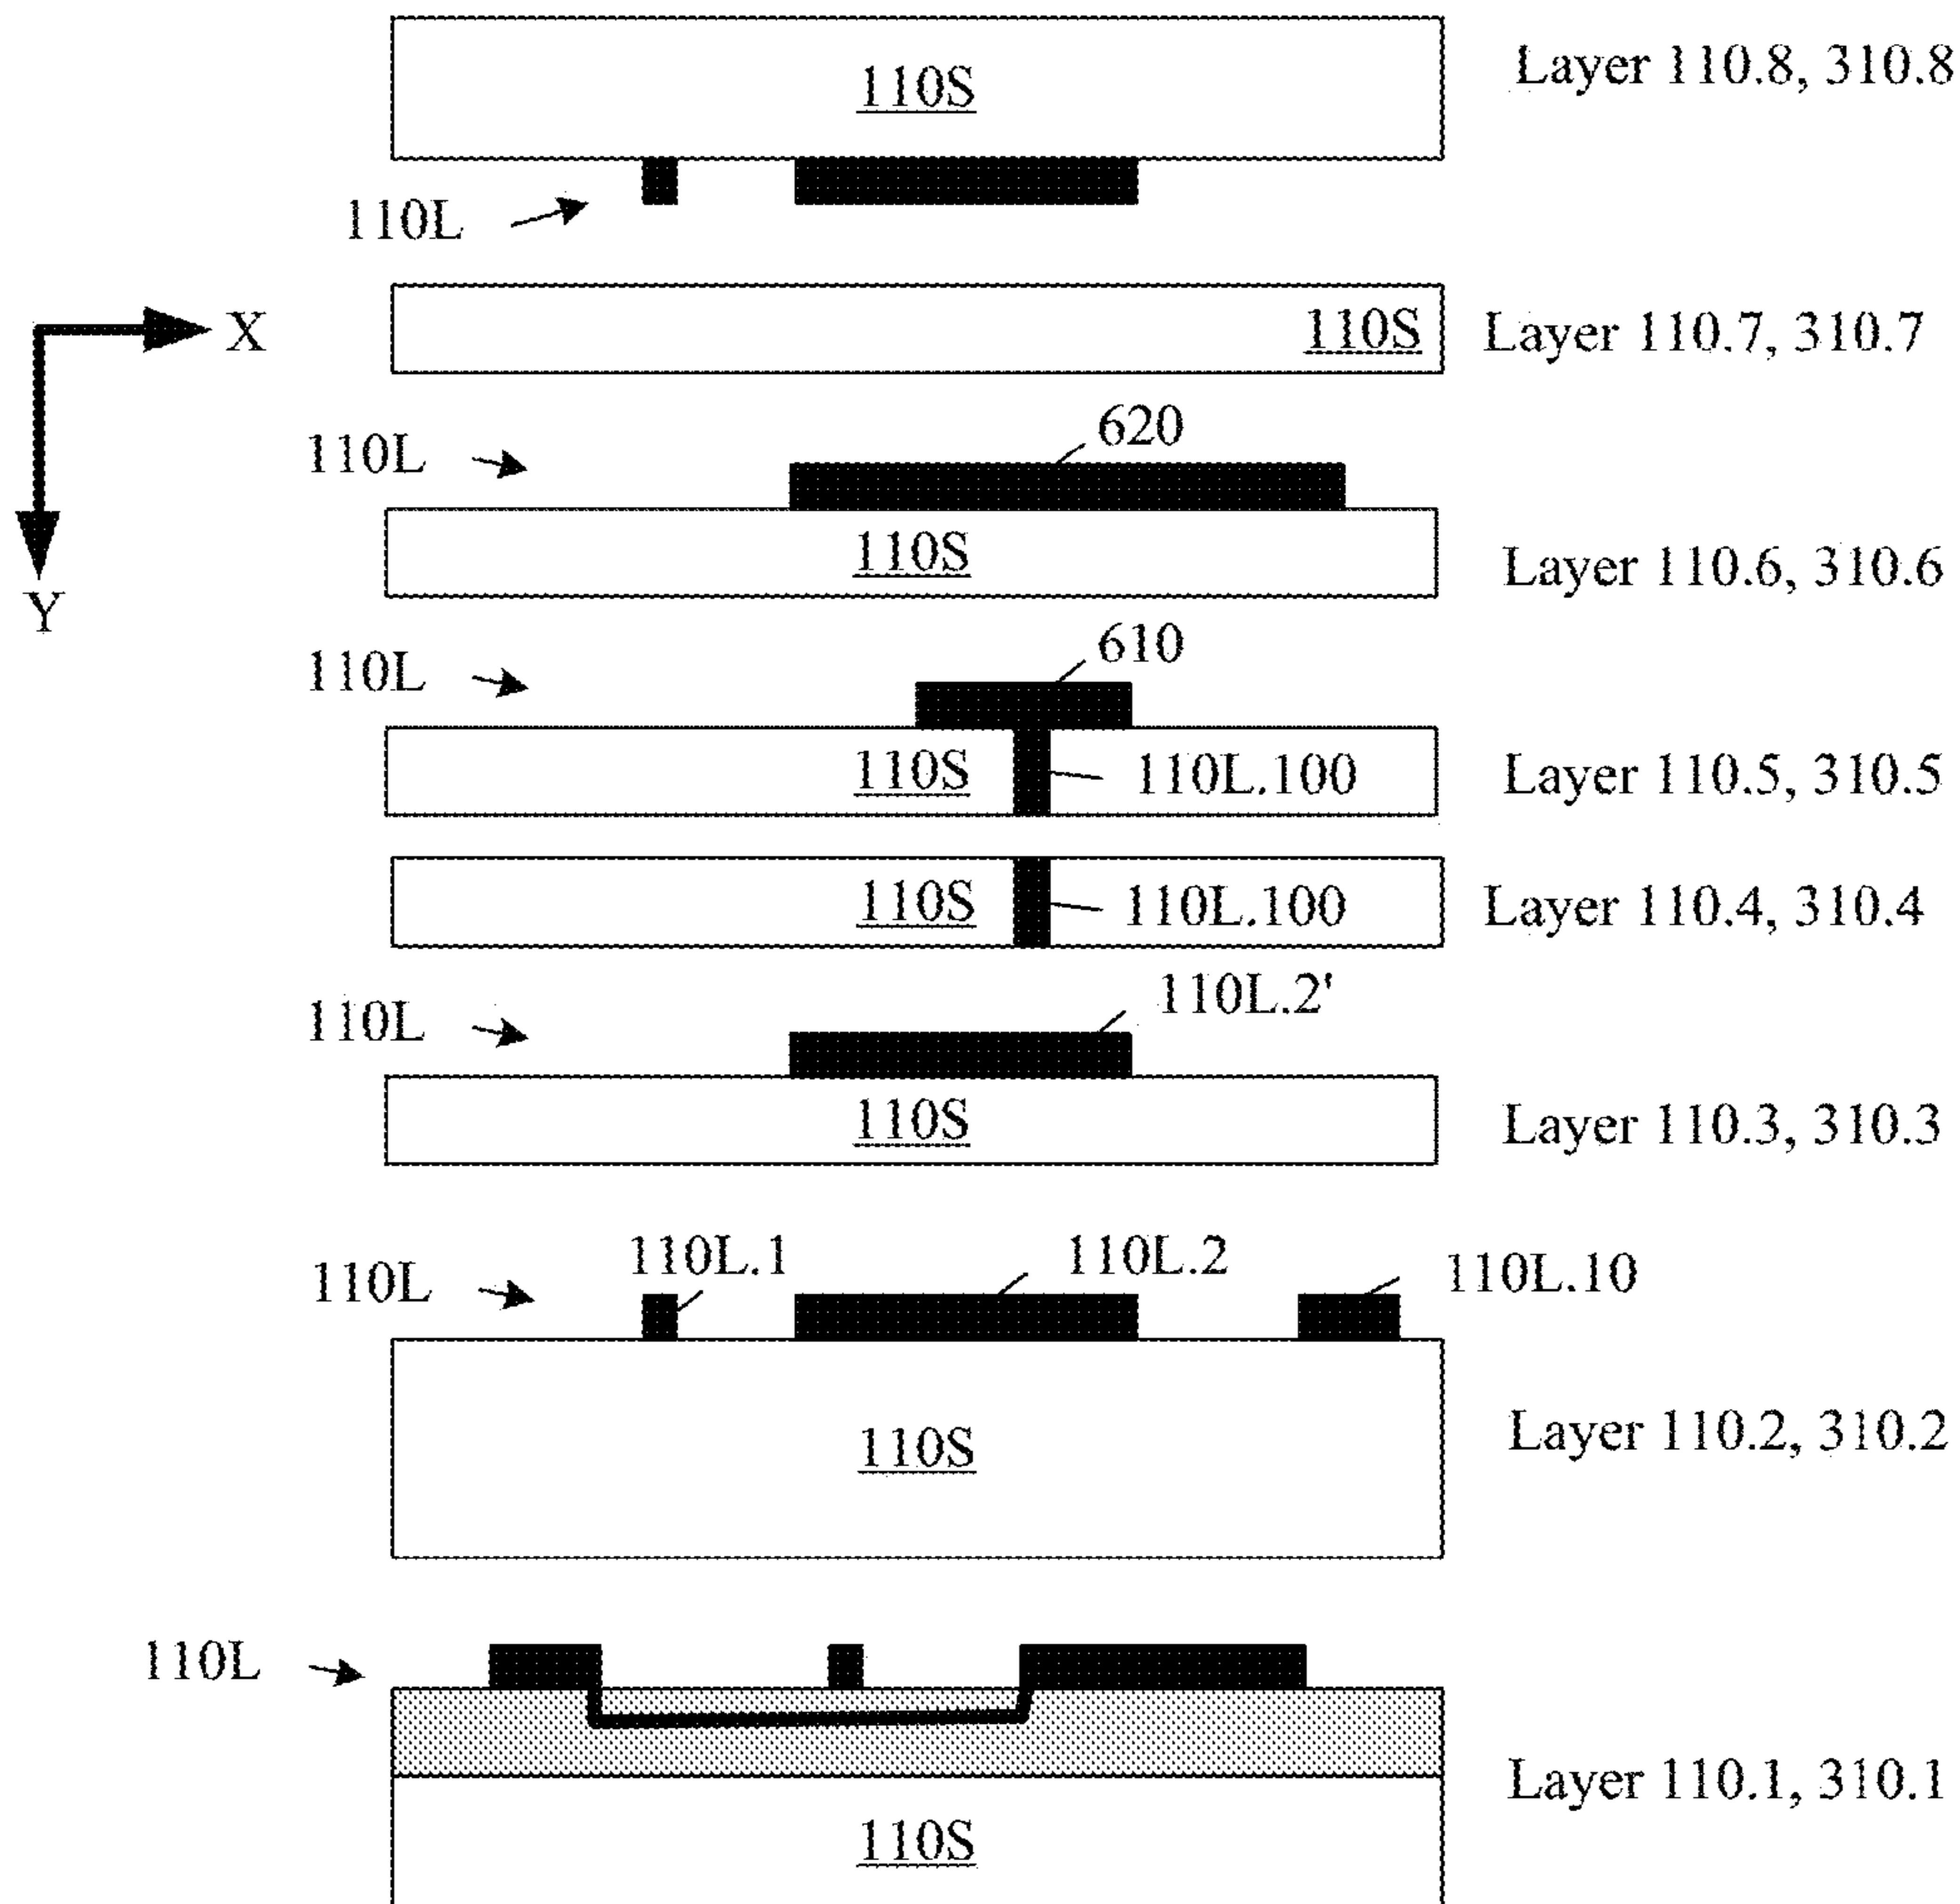 110S
Layer 110.8, 310.8
110L
X
110S
Layer 110.7, 310.7
620
110L
110S
Layer 110.6, 310.6
Y
610
110L
110S
110L.100
Layer 110.5, 310.5
110S
110L.100
Layer 110.4, 310.4
110L.2'
110L
110S
Layer 110.3, 310.3
110L.1
110L.2
110L.10
110L
110S
Layer 110.2, 310.2
110L
Layer 110.1, 310.1
110S